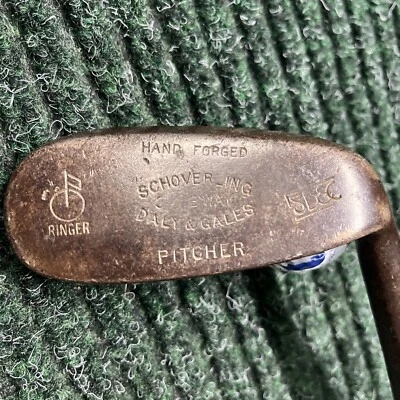 HAND FORGED
"SCHOVER_ING
DALY & GALES
RINGER
PITCHER